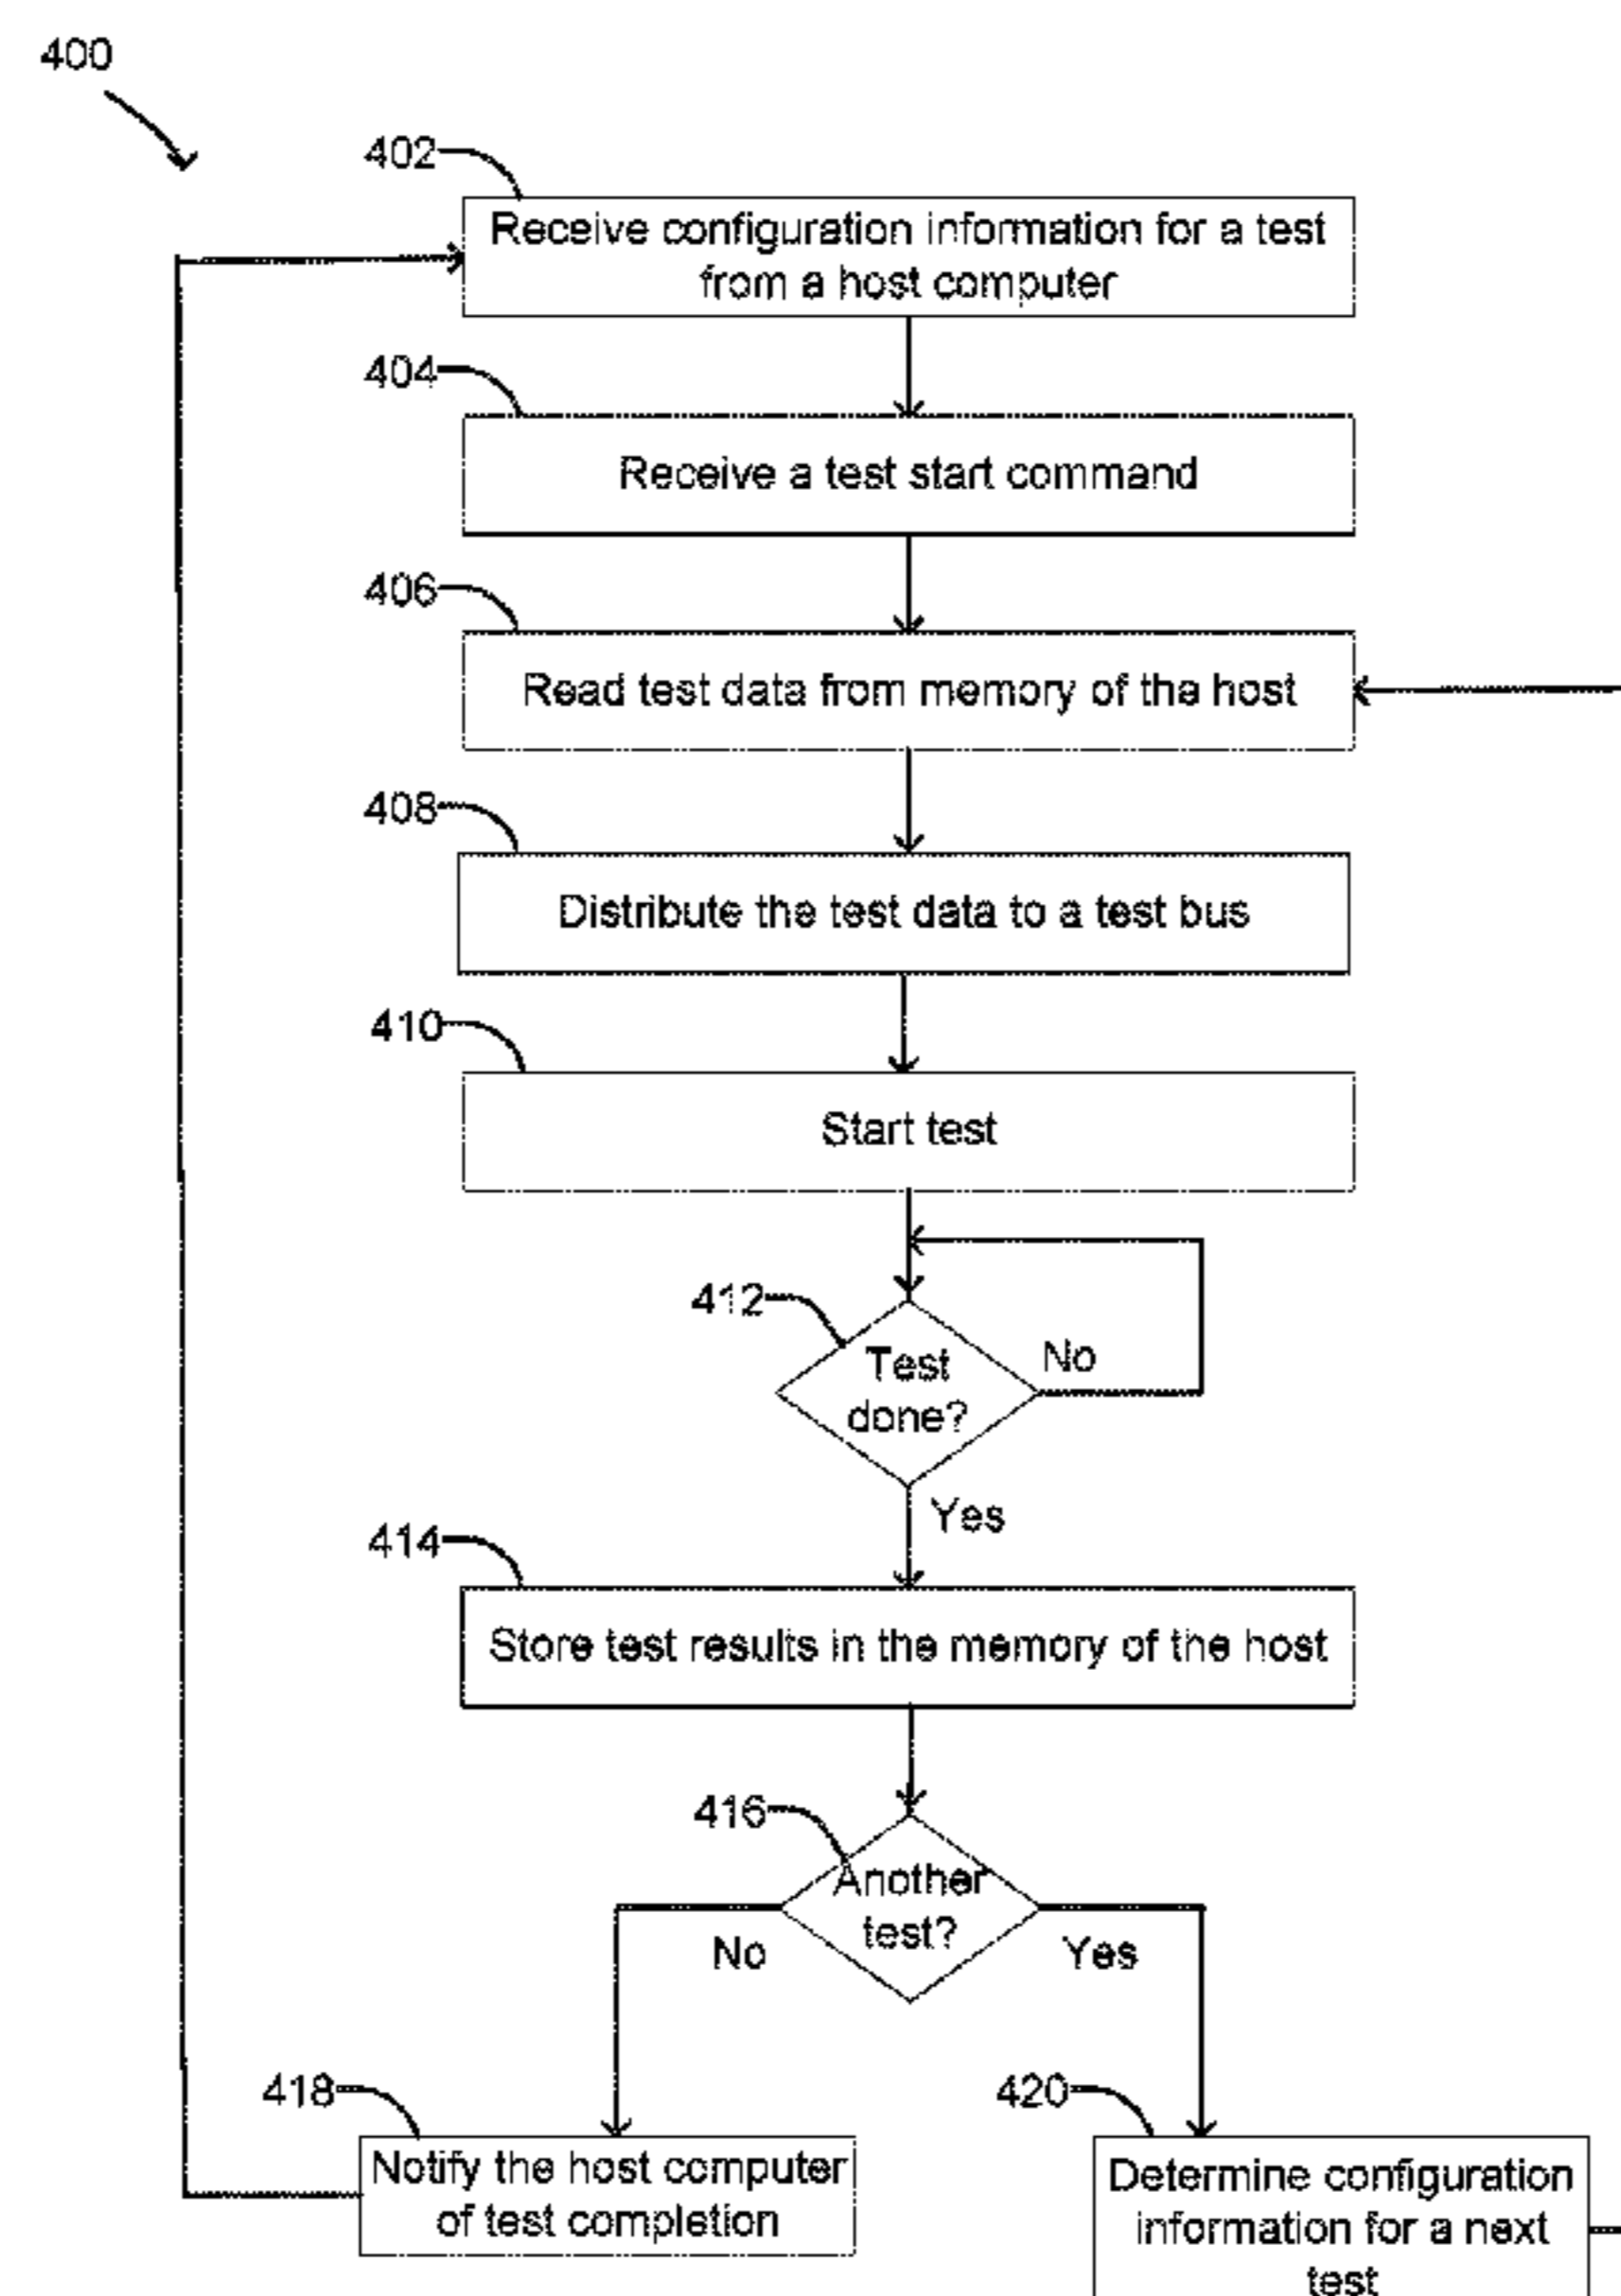 400
402
Receive configuration information for a test
from a host computer
404
Receive a test start command
406
Read test data from memory of the host
408
Distribute the test data to a test bus
410
Start test
412
Test
done?
No
Yes
414
Store test results in the memory of the host
416
Another
test?
No
Yes
418
Notify the host computer
of test completion
420
Determine configuration
information for a next
test